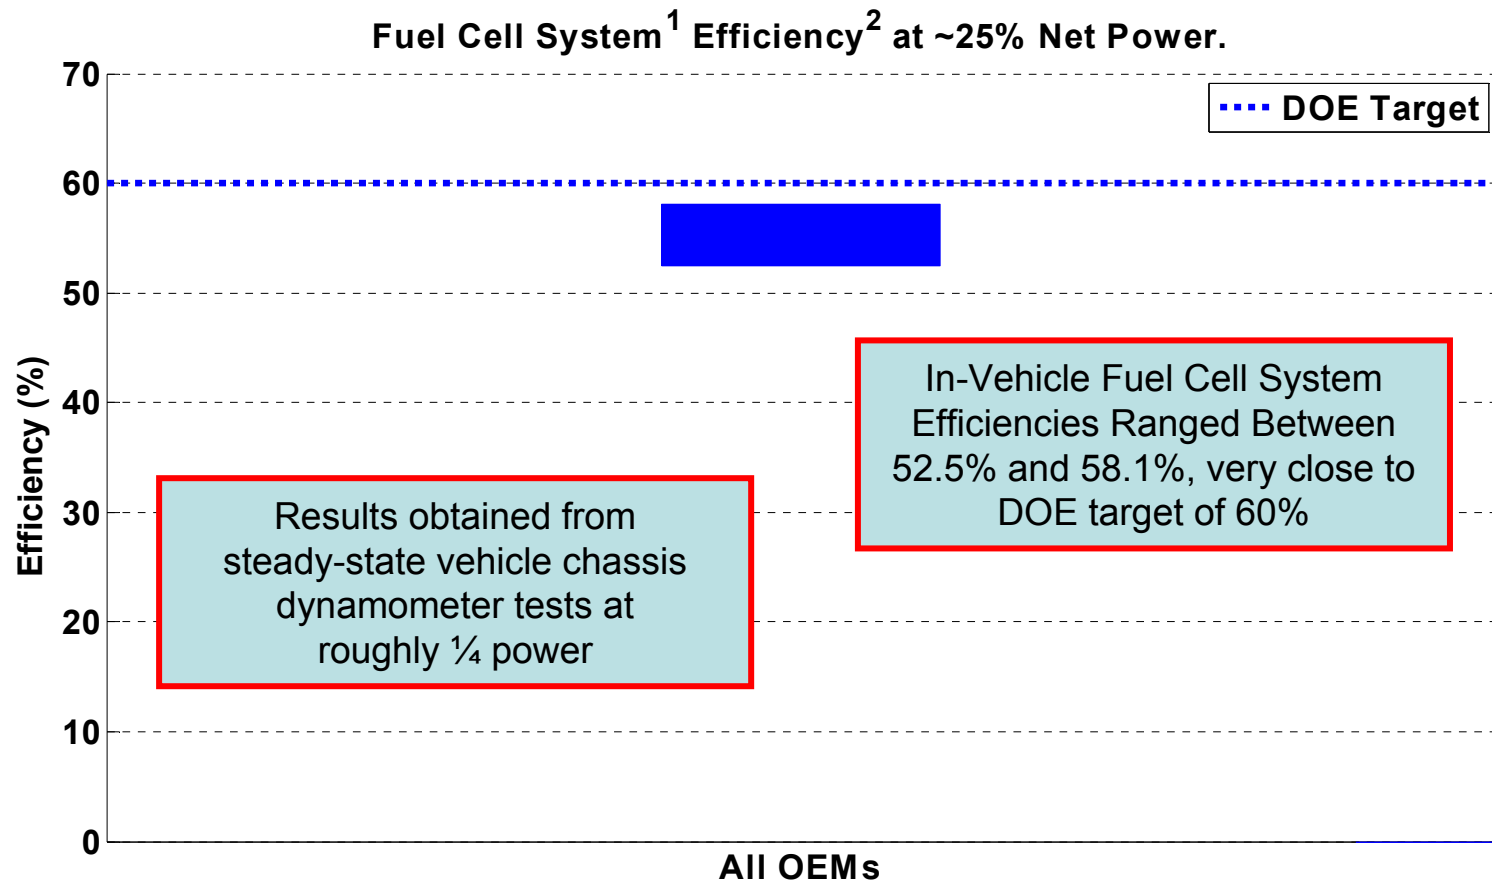 Fuel Cell System¹ Efficiency² at ~25% Net Power.
70
DOE Target
60
50
In-Vehicle Fuel Cell System
Efficiencies Ranged Between
52.5% and 58.1%, very close to
DOE target of 60%
40
Efficiency (%)
Results obtained from
steady-state vehicle chassis
dynamometer tests at
roughly ¼ power
30
20
10
0
All OEMs